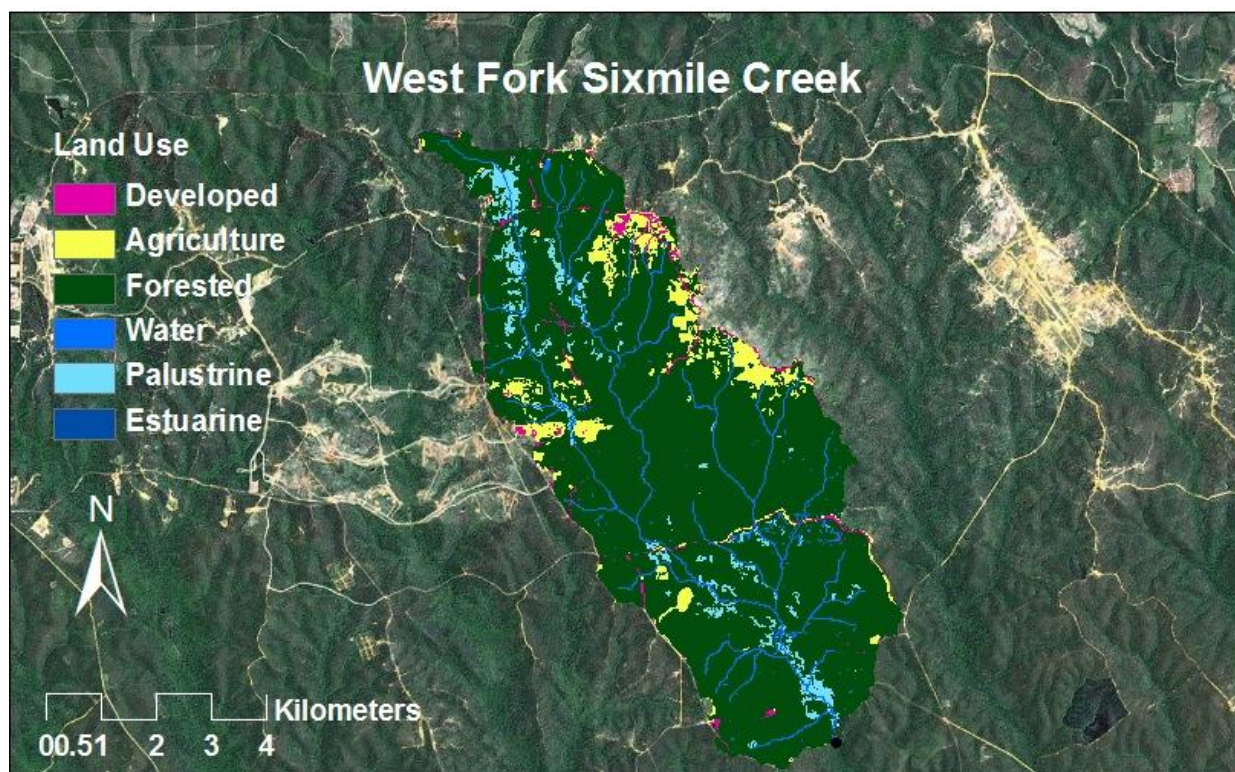 West Fork Sixmile Creek
Land Use
Developed
Agriculture
Forested
Water
Palustrine
Estuarine
N
Kilometers
00.51 2 3 4